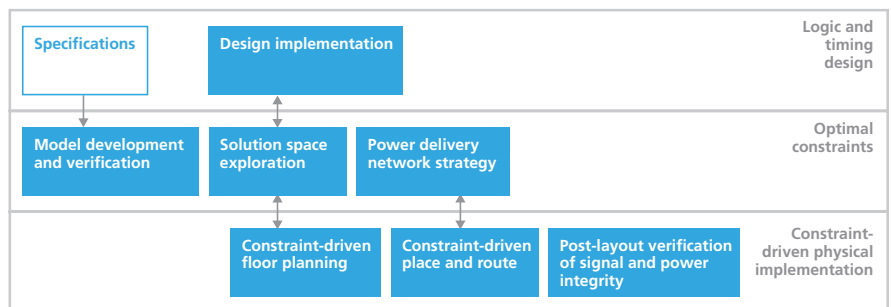 Specifications
Design implementation
Logic and
timing
design
Model development
and verification
Solution space
exploration
Power delivery
network strategy
Optimal
constraints
Constraint-driven
floor planning
Constraint-driven
place and route
Post-layout verification
of signal and power
integrity
Constraint-
driven physical
implementation